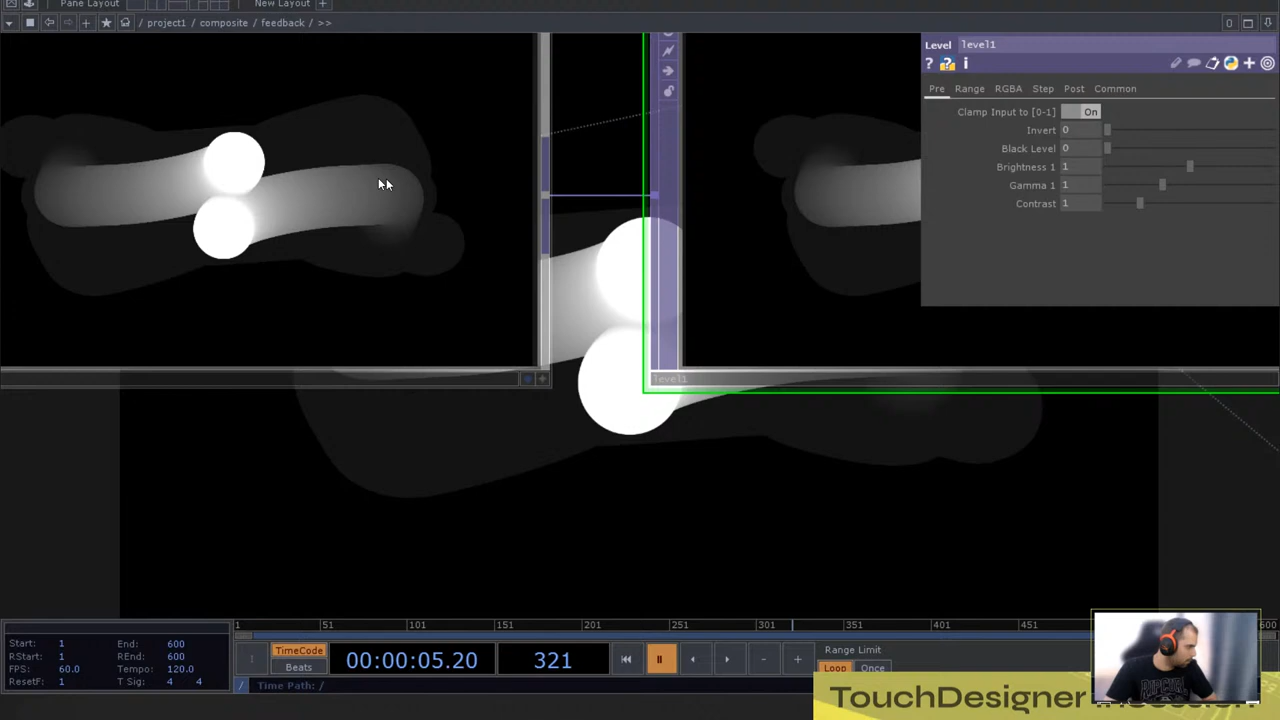 Pane Layout New Layout +
/ project1 / composite / feedback / >> 0
Level level1
? ? i
Pre Range RGBA Step Post Common
Clamp Input to [0-1] On
Invert 0
Black Level 0
Brightness 1 1
Gamma 1 1
Contrast 1
level1
1 51 101 151 201 251 301 351 401 451 600
Start: 1 End: 600
RStart: 1 REnd: 600
FPS: 60.0 Tempo: 120.0
ResetF: 1 T Sig: 4 4
TimeCode
Beats
00:00:05.20
321
- +
Range Limit
Loop Once
/ Time Path: /
TouchDesigner
RIPCURL